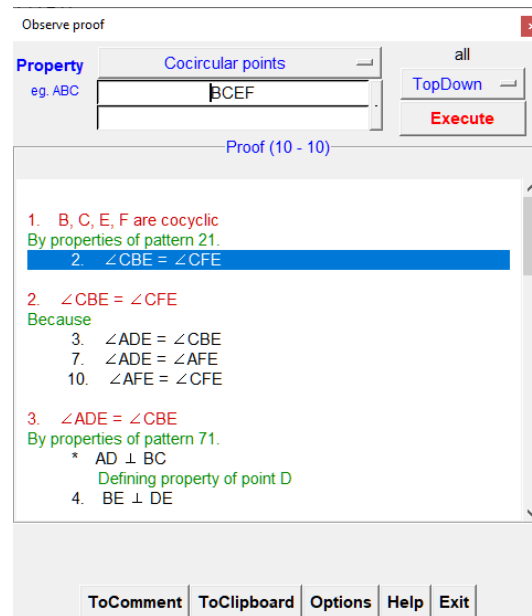 Observe proof
x
Property
Cocircular points
all
eg. ABC
BCEF
TopDown
Execute
Proof (10 - 10)
1. B, C, E, F are cocyclic
By properties of pattern 21.
2. ∠CBE = ∠CFE
2. ∠CBE = ∠CFE
Because
3. ∠ADE = ∠CBE
7. ∠ADE = ∠AFE
10. ∠AFE = ∠CFE
3. ∠ADE = ∠CBE
By properties of pattern 71.
* AD ⊥ BC
Defining property of point D
4. BE ⊥ DE
ToComment ToClipboard Options Help Exit